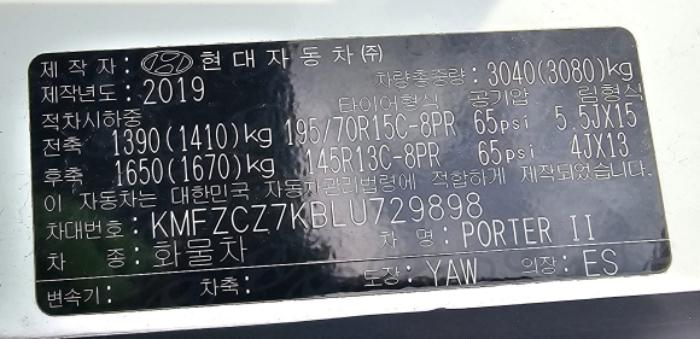 제작자: 현대자동차(주)
제작년도: 2019 차량총중량: 3040(3080)kg
적차시하중 타이어형식 공기압 림형식
전축 1390(1410)kg 195/70R15C-8PR 65psi 5.5JX15
후축 1650(1670)kg 145R13C-8PR 65psi 4JX13
이 자동차는 대한민국 자동차관리법령에 적합하게 제작되었습니다.
차대번호: KMFZCZ7KBLU729898
차 종: 화물차 차 명: PORTER II
변속기: 차축: 도장: YAW 의장: ES